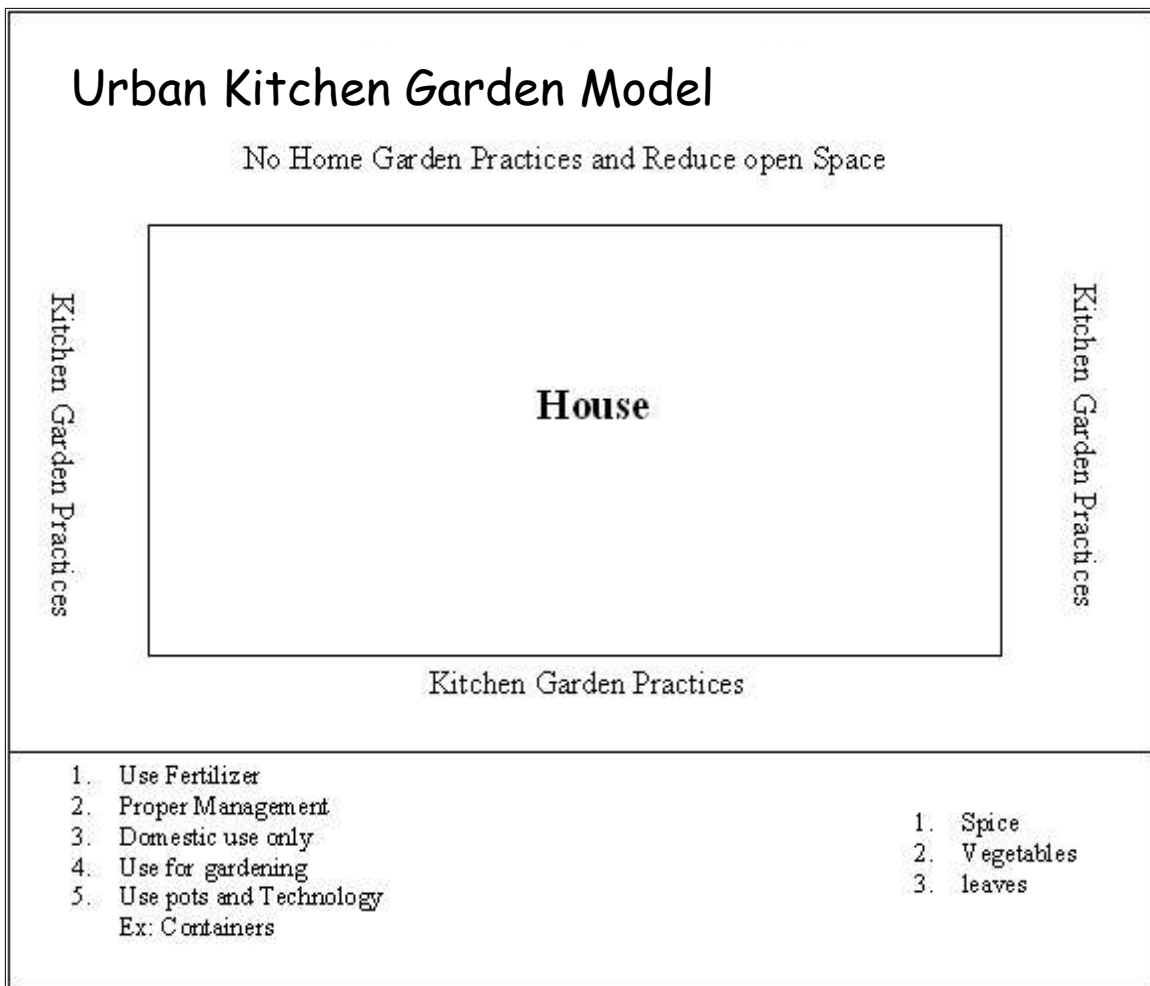 Urban Kitchen Garden Model
No Home Garden Practices and Reduce open Space
Kitchen Garden Practices
House
Kitchen Garden Practices
Kitchen Garden Practices
1. Use Fertilizer
2. Proper Management
3. Domestic use only
4. Use for gardening
5. Use pots and Technology
Ex: Containers
1. Spice
2. Vegetables
3. leaves